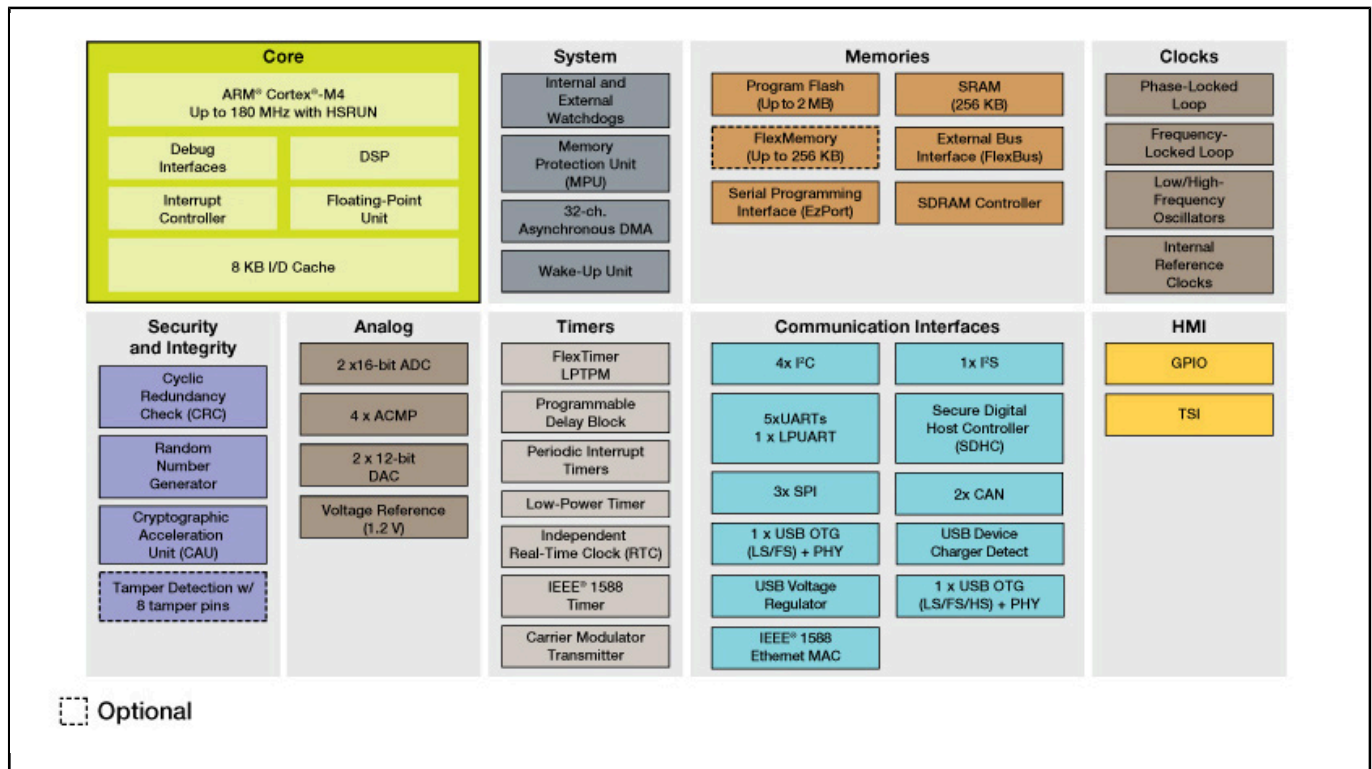 Core
ARM® Cortex®-M4
Up to 180 MHz with HSRUN
Debug
Interfaces
DSP
Interrupt
Controller
Floating-Point
Unit
8 KB I/D Cache
System
Internal and
External
Watchdogs
Memory
Protection Unit
(MPU)
32-ch.
Asynchronous DMA
Wake-Up Unit
Memories
Program Flash
(Up to 2 MB)
SRAM
(256 KB)
FlexMemory
(Up to 256 KB)
External Bus
Interface (FlexBus)
Serial Programming
Interface (EzPort)
SDRAM Controller
Clocks
Phase-Locked
Loop
Frequency-
Locked Loop
Low/High-
Frequency
Oscillators
Internal
Reference
Clocks
Security
and Integrity
Cyclic
Redundancy
Check (CRC)
Random
Number
Generator
Cryptographic
Acceleration
Unit (CAU)
Tamper Detection w/
8 tamper pins
Analog
2 x16-bit ADC
4 x ACMP
2 x 12-bit
DAC
Voltage Reference
(1.2 V)
Timers
FlexTimer
LPTPM
Programmable
Delay Block
Periodic Interrupt
Timers
Low-Power Timer
Independent
Real-Time Clock (RTC)
IEEE® 1588
Timer
Carrier Modulator
Transmitter
Communication Interfaces
4x I²C
1x I²S
5xUARTs
1 x LPUART
Secure Digital
Host Controller
(SDHC)
3x SPI
2x CAN
1 x USB OTG
(LS/FS) + PHY
USB Device
Charger Detect
USB Voltage
Regulator
1 x USB OTG
(LS/FS/HS) + PHY
IEEE® 1588
Ethernet MAC
HMI
GPIO
TSI
Optional